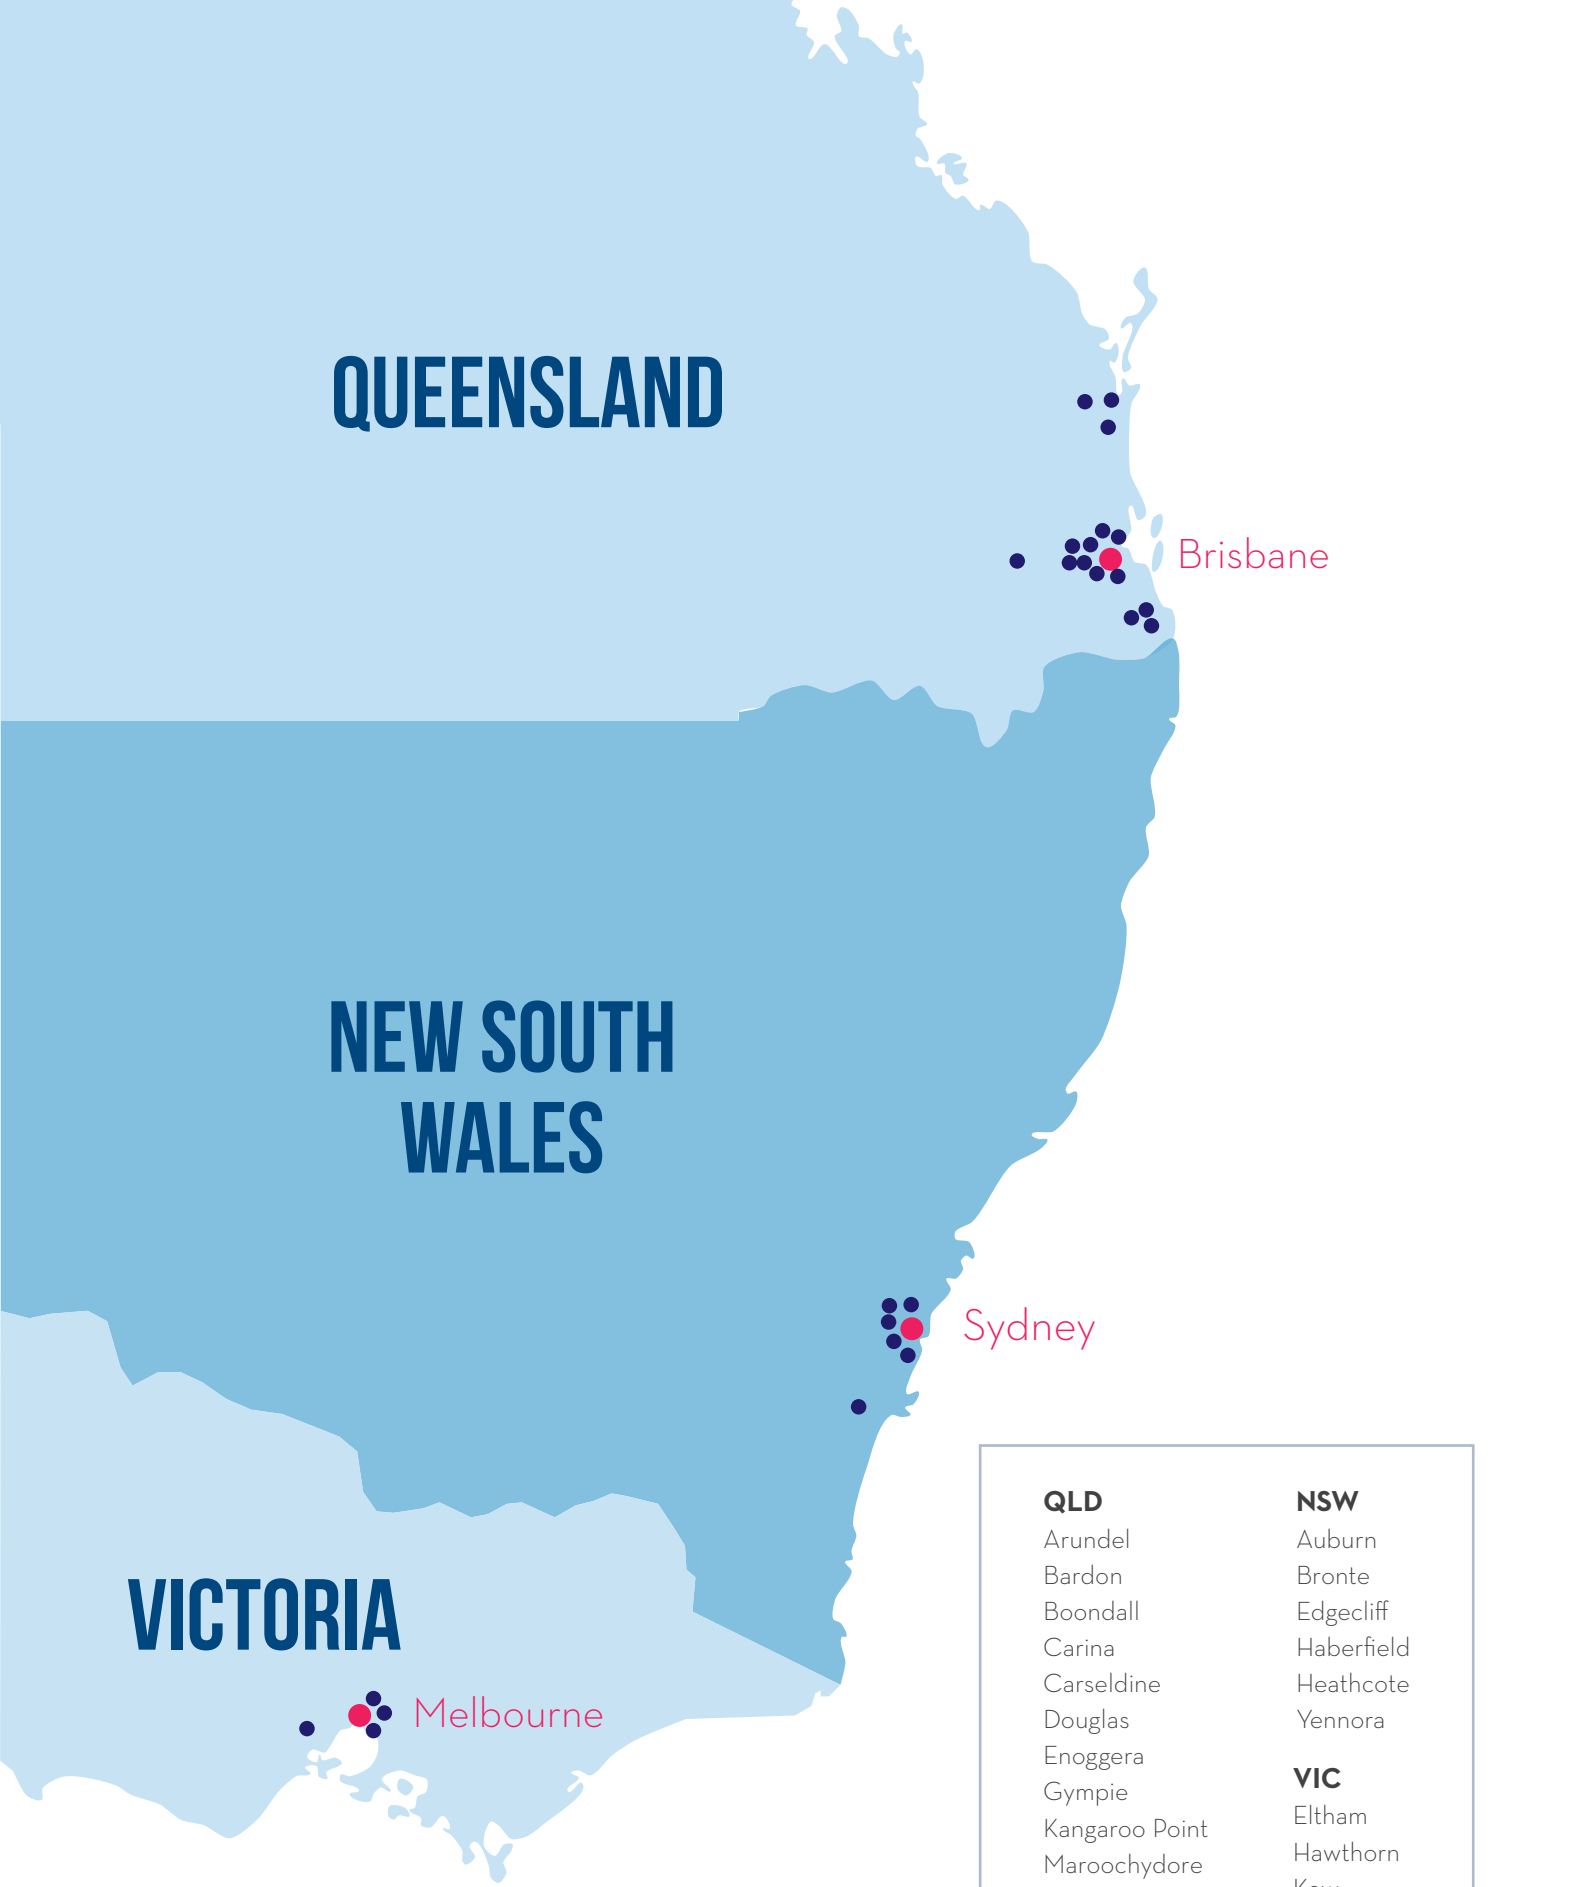 QUEENSLAND
Brisbane
NEW SOUTH
WALES
Sydney
VICTORIA
Melbourne
QLD
Arundel
Bardon
Boondall
Carina
Carseldine
Douglas
Enoggera
Gympie
Kangaroo Point
Maroochydore
NSW
Auburn
Bronte
Edgecliff
Haberfield
Heathcote
Yennora
VIC
Eltham
Hawthorn